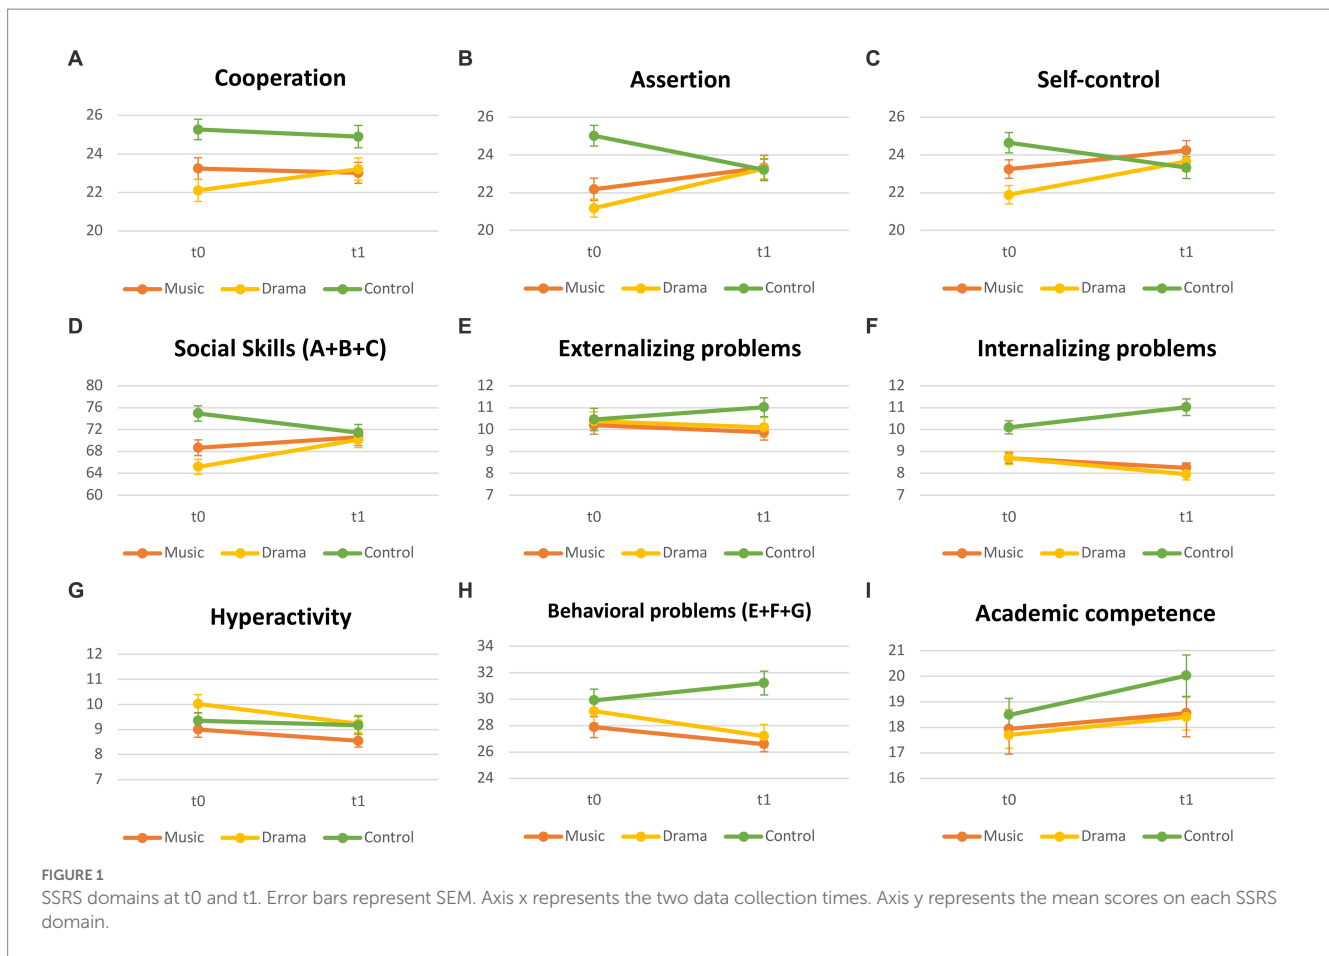 A
Cooperation
26
24
22
20
t0 t1
Music Drama Control
B
Assertion
26
24
22
20
t0 t1
Music Drama Control
C
Self-control
26
24
22
20
t0 t1
Music Drama Control
D
Social Skills (A+B+C)
80
76
72
68
64
60
t0 t1
Music Drama Control
E
Externalizing problems
12
11
10
9
8
7
t0 t1
Music Drama Control
F
Internalizing problems
12
11
10
9
8
7
t0 t1
Music Drama Control
G
Hyperactivity
12
11
10
9
8
7
t0 t1
Music Drama Control
H
Behavioral problems (E+F+G)
34
32
30
28
26
24
t0 t1
Music Drama Control
I
Academic competence
21
20
19
18
17
16
t0 t1
Music Drama Control
FIGURE 1
SSRS domains at t0 and t1. Error bars represent SEM. Axis x represents the two data collection times. Axis y represents the mean scores on each SSRS
domain.